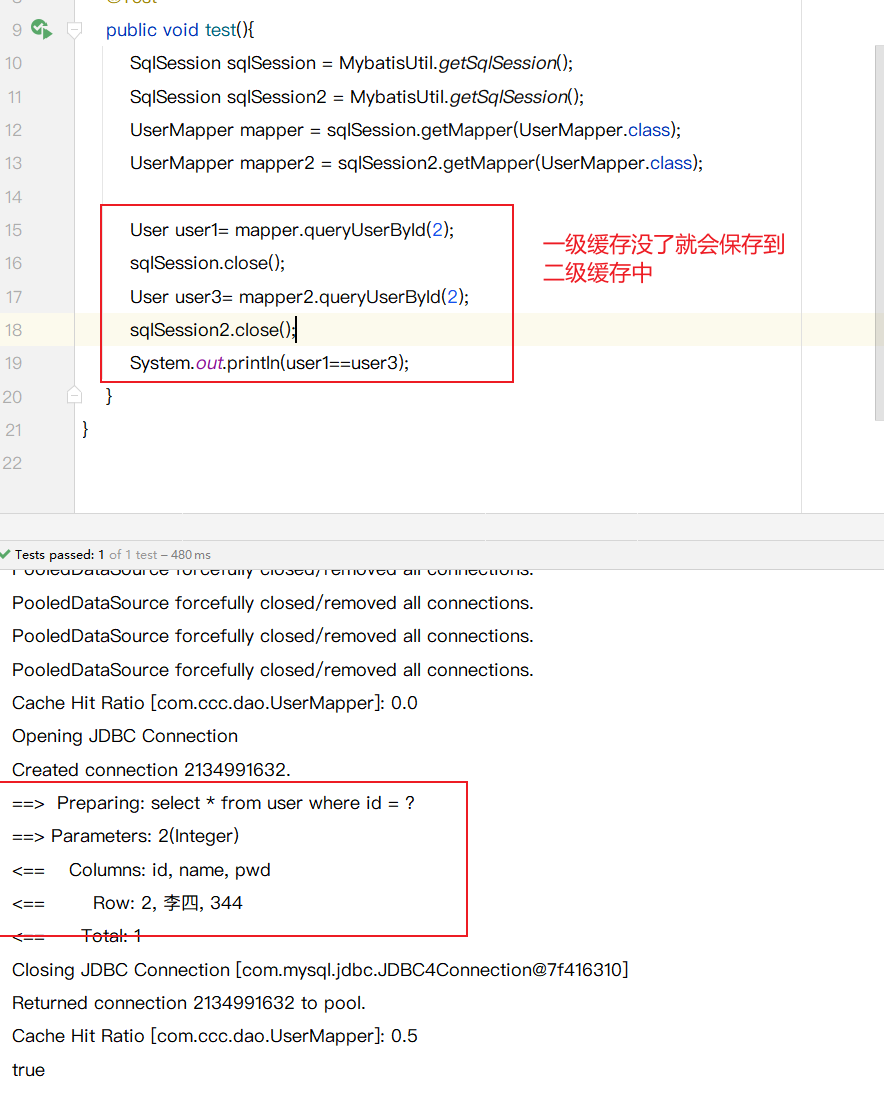 9 public void test(){
10 SqlSession sqlSession = MybatisUtil.getSqlSession();
11 SqlSession sqlSession2 = MybatisUtil.getSqlSession();
12 UserMapper mapper = sqlSession.getMapper(UserMapper.class);
13 UserMapper mapper2 = sqlSession2.getMapper(UserMapper.class);
14
15 User user1= mapper.queryUserById(2);
16 sqlSession.close();
17 User user3= mapper2.queryUserById(2);
18 sqlSession2.close();
19 System.out.println(user1==user3);
20 }
21 }
22
一级缓存没了就会保存到
二级缓存中
Tests passed: 1 of 1 test – 480 ms
PooledDataSource forcefully closed/removed all connections.
PooledDataSource forcefully closed/removed all connections.
PooledDataSource forcefully closed/removed all connections.
PooledDataSource forcefully closed/removed all connections.
Cache Hit Ratio [com.ccc.dao.UserMapper]: 0.0
Opening JDBC Connection
Created connection 2134991632.
==>  Preparing: select * from user where id = ?
==> Parameters: 2(Integer)
<==    Columns: id, name, pwd
<==        Row: 2, 李四, 344
<==      Total: 1
Closing JDBC Connection [com.mysql.jdbc.JDBC4Connection@7f416310]
Returned connection 2134991632 to pool.
Cache Hit Ratio [com.ccc.dao.UserMapper]: 0.5
true